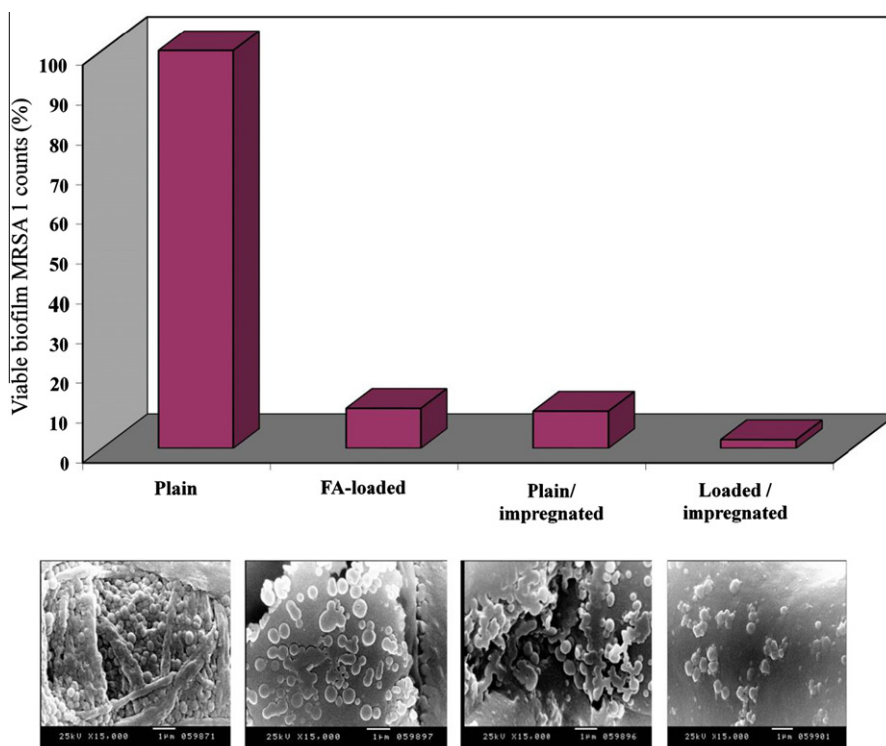 Viable biofilm MRSA 1 counts (%)
100
90
80
70
60
50
40
30
20
10
0
Plain
FA-loaded
Plain/
impregnated
Loaded /
impregnated
25kV X15,000 1µm 059871
25kV X15,000 1µm 059897
25kV X15,000 1µm 059896
25kV X15,000 1µm 059901